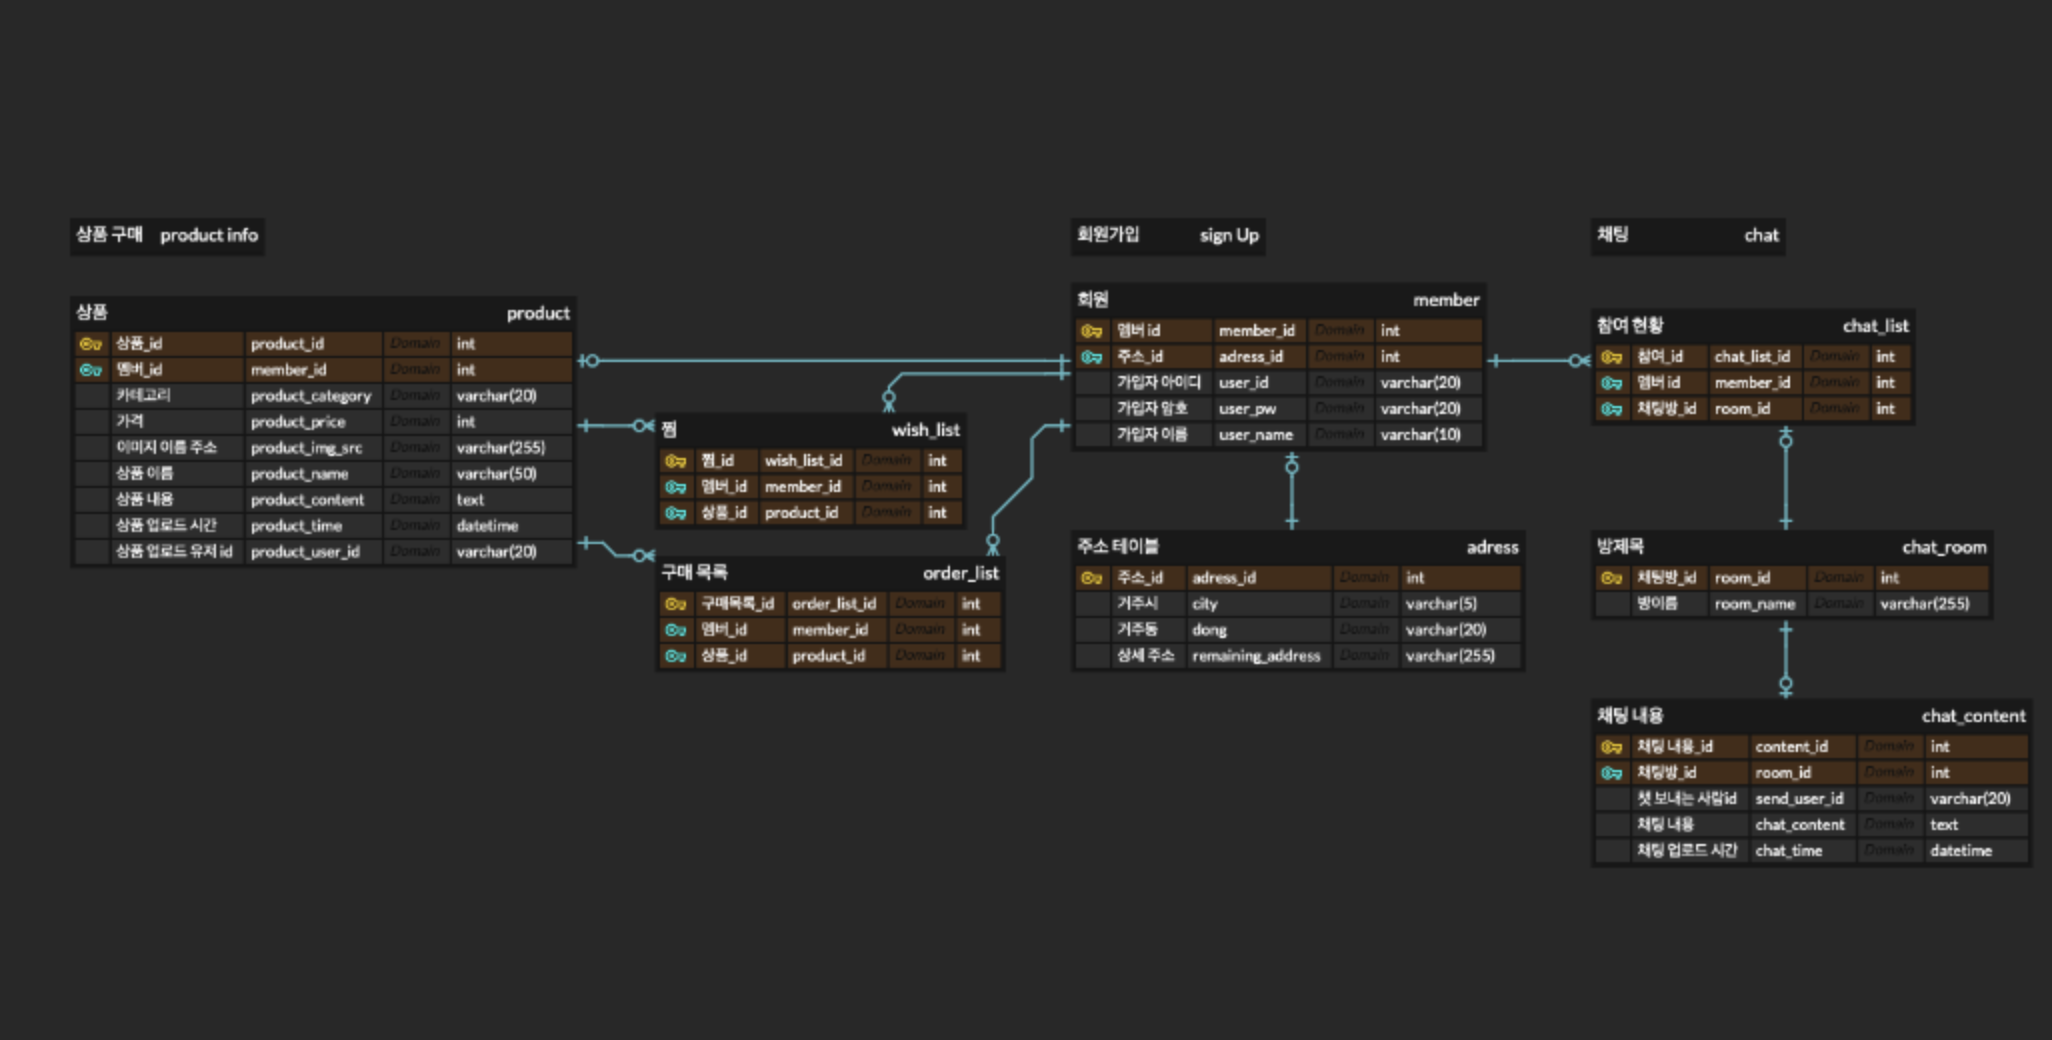 상품 구매 product info
상품 product
상품_id product_id Domain int
멤버_id member_id Domain int
카테고리 product_category Domain varchar(20)
가격 product_price Domain int
이미지 이름 주소 product_img_src Domain varchar(255)
상품 이름 product_name Domain varchar(50)
상품 내용 product_content Domain text
상품 업로드 시간 product_time Domain datetime
상품 업로드 유저 id product_user_id Domain varchar(20)
찜 wish_list
찜_id wish_list_id Domain int
멤버_id member_id Domain int
상품_id product_id Domain int
구매 목록 order_list
구매목록_id order_list_id Domain int
멤버_id member_id Domain int
상품_id product_id Domain int
회원가입 sign Up
회원 member
멤버 id member_id Domain int
주소_id adress_id Domain int
가입자 아이디 user_id Domain varchar(20)
가입자 암호 user_pw Domain varchar(20)
가입자 이름 user_name Domain varchar(10)
주소 테이블 adress
주소_id adress_id Domain int
거주시 city Domain varchar(5)
거주동 dong Domain varchar(20)
상세 주소 remaining_address Domain varchar(255)
채팅 chat
참여 현황 chat_list
참여_id chat_list_id Domain int
멤버 id member_id Domain int
채팅방_id room_id Domain int
방제목 chat_room
채팅방_id room_id Domain int
방이름 room_name Domain varchar(255)
채팅 내용 chat_content
채팅 내용_id content_id Domain int
채팅방_id room_id Domain int
챗 보내는 사람id send_user_id Domain varchar(20)
채팅 내용 chat_content Domain text
채팅 업로드 시간 chat_time Domain datetime